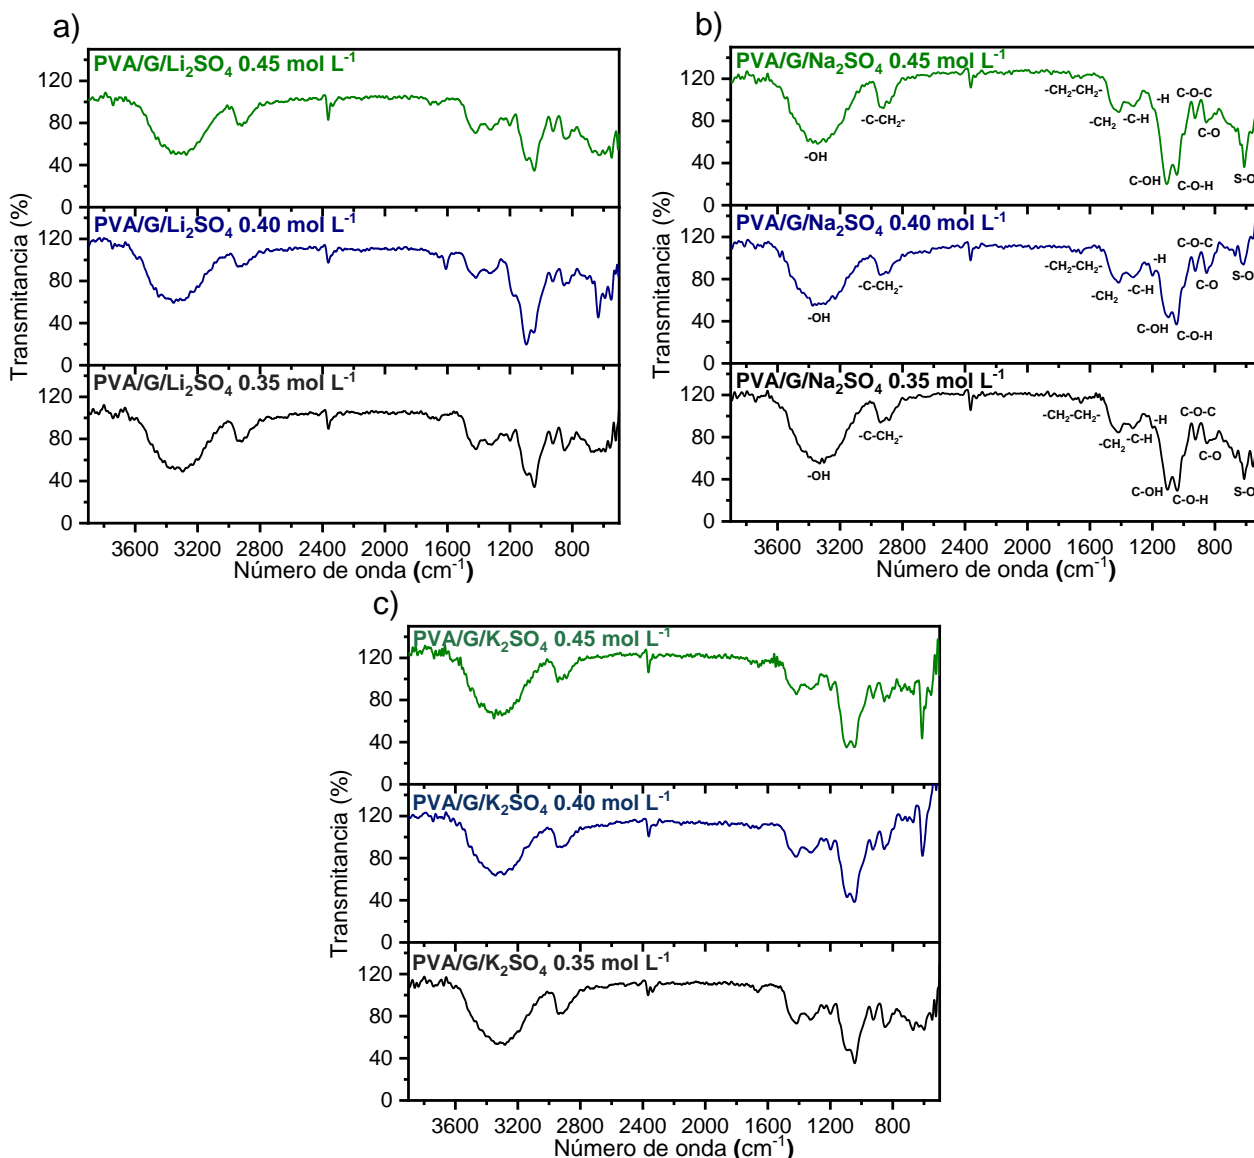 a)
PVA/G/Li₂SO₄ 0.45 mol L⁻¹
120
80
40
0
PVA/G/Li₂SO₄ 0.40 mol L⁻¹
120
80
40
0
PVA/G/Li₂SO₄ 0.35 mol L⁻¹
120
80
40
0
Transmitancia (%)
3600 3200 2800 2400 2000 1600 1200 800
Número de onda (cm⁻¹)
b)
PVA/G/Na₂SO₄ 0.45 mol L⁻¹
120
80
40
0
-OH
-C-CH₂-
-CH₂-CH₂-
-CH₂
-C-H
-H
C-O-C
C-O
C-OH
C-O-H
S-O
PVA/G/Na₂SO₄ 0.40 mol L⁻¹
120
80
40
0
-OH
-C-CH₂-
-CH₂-CH₂-
-CH₂
-C-H
-H
C-O-C
C-O
C-OH
C-O-H
S-O
PVA/G/Na₂SO₄ 0.35 mol L⁻¹
120
80
40
0
-OH
-C-CH₂-
-CH₂-CH₂-
-CH₂
-C-H
-H
C-O-C
C-O
C-OH
C-O-H
S-O
Transmitancia (%)
3600 3200 2800 2400 2000 1600 1200 800
Número de onda (cm⁻¹)
c)
PVA/G/K₂SO₄ 0.45 mol L⁻¹
120
80
40
0
PVA/G/K₂SO₄ 0.40 mol L⁻¹
120
80
40
0
PVA/G/K₂SO₄ 0.35 mol L⁻¹
120
80
40
0
Transmitancia (%)
3600 3200 2800 2400 2000 1600 1200 800
Número de onda (cm⁻¹)